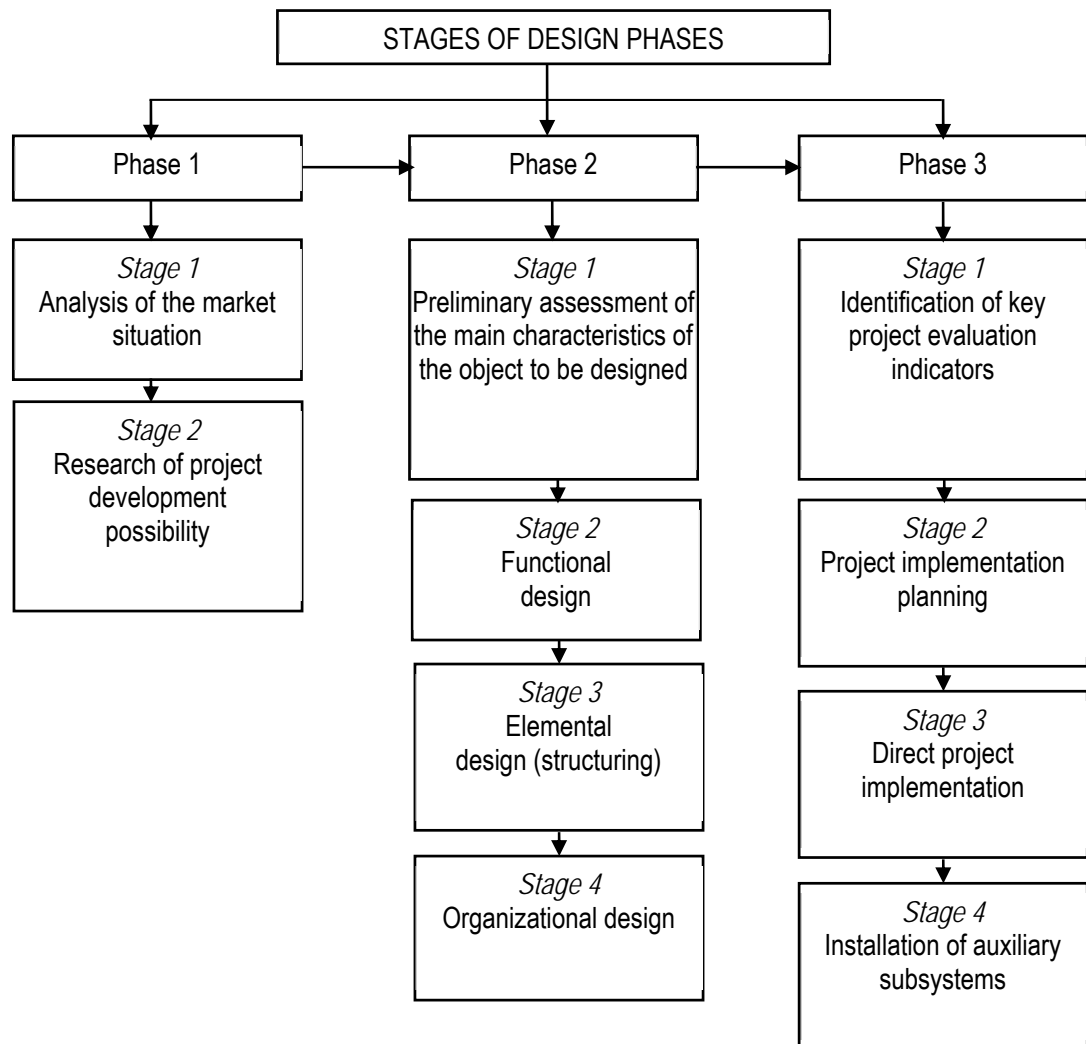 STAGES OF DESIGN PHASES
Phase 1
Phase 2
Phase 3
Stage 1
Analysis of the market
situation
Stage 2
Research of project
development
possibility
Stage 1
Preliminary assessment of
the main characteristics of
the object to be designed
Stage 2
Functional
design
Stage 3
Elemental
design (structuring)
Stage 4
Organizational design
Stage 1
Identification of key
project evaluation
indicators
Stage 2
Project implementation
planning
Stage 3
Direct project
implementation
Stage 4
Installation of auxiliary
subsystems